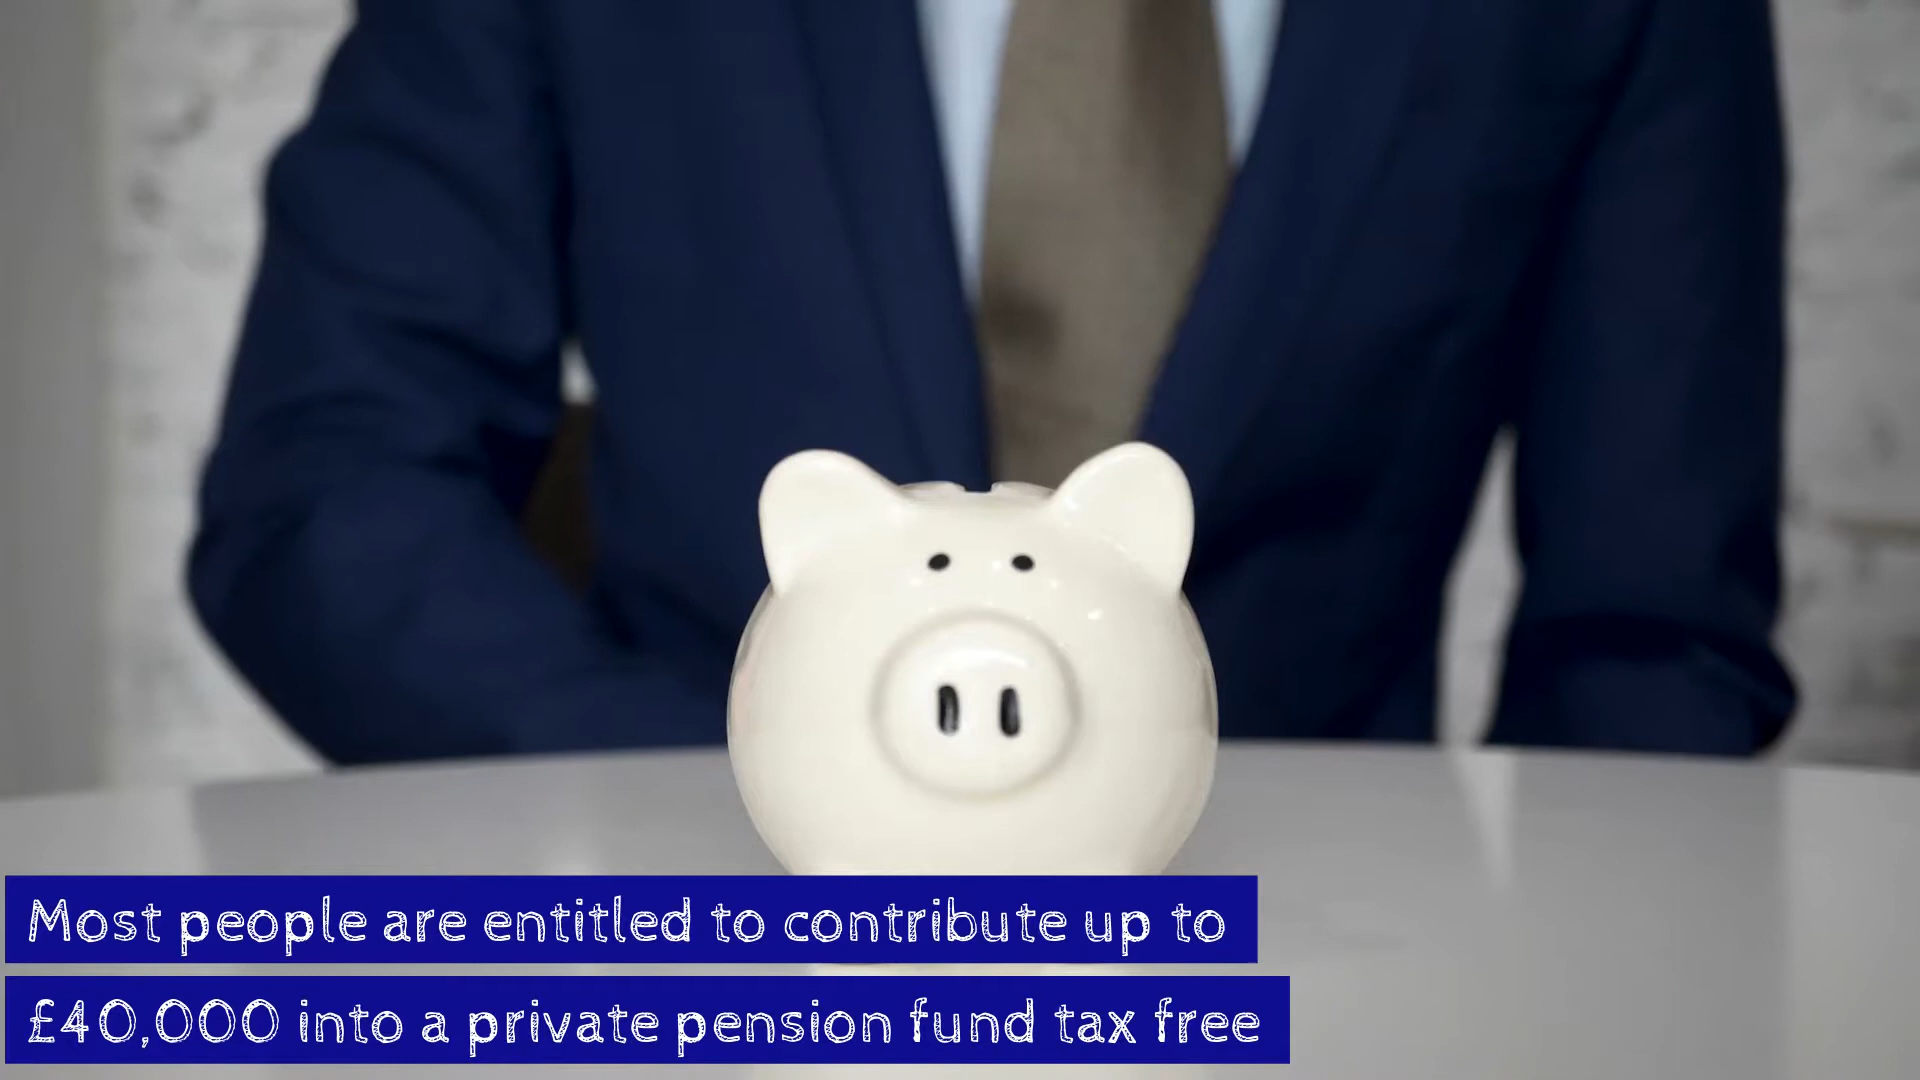 Most people are entitled to contribute up to
£40,000 into a private pension fund tax free